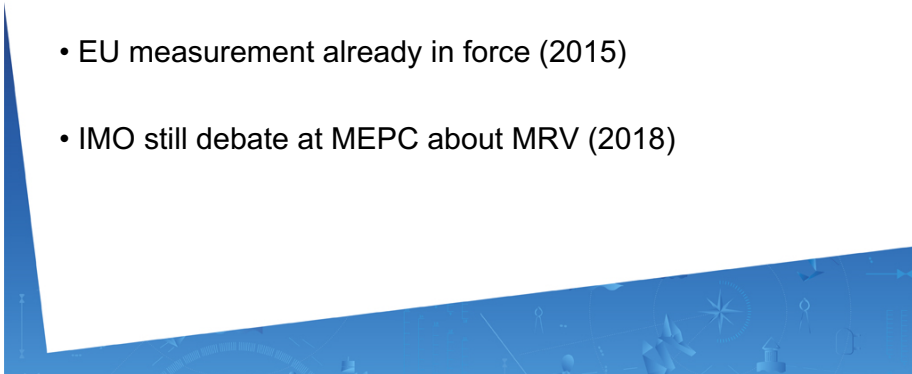 • EU measurement already in force (2015)
• IMO still debate at MEPC about MRV (2018)